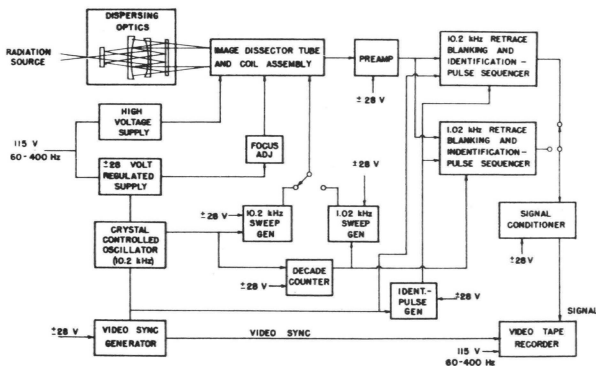 DISPERSING
OPTICS
RADIATION
SOURCE
IMAGE DISSECTOR TUBE
AND COIL ASSEMBLY
PREAMP
±28 V
10.2 kHz RETRACE
BLANKING AND
IDENTIFICATION-
PULSE SEQUENCER
HIGH
VOLTAGE
SUPPLY
115 V
60-400 Hz
±28 VOLT
REGULATED
SUPPLY
FOCUS
ADJ
±28V
1.02 kHz RETRACE
BLANKING AND
INDENTIFICATION-
PULSE SEQUENCER
CRYSTAL
CONTROLLED
OSCILLATOR
(10.2 kHz)
±28 V
10.2 kHz
SWEEP
GEN
1.02 kHz
SWEEP
GEN
SIGNAL
CONDITIONER
±28V
DECADE
COUNTER
±28 V
IDENT.-
PULSE
GEN
±28 V
SIGNAL
±28 V
VIDEO SYNC
GENERATOR
VIDEO SYNC
VIDEO TAPE
RECORDER
115 V
60-400 Hz